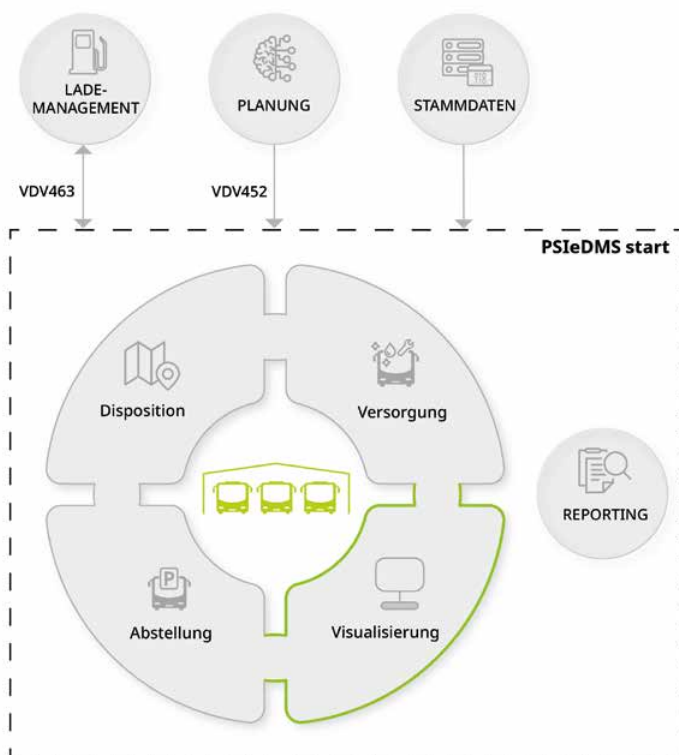 LADE-
MANAGEMENT
PLANUNG
STAMMDATEN
VDV463
VDV452
PSIeDMS start
Disposition
Versorgung
REPORTING
Abstellung
P
Visualisierung